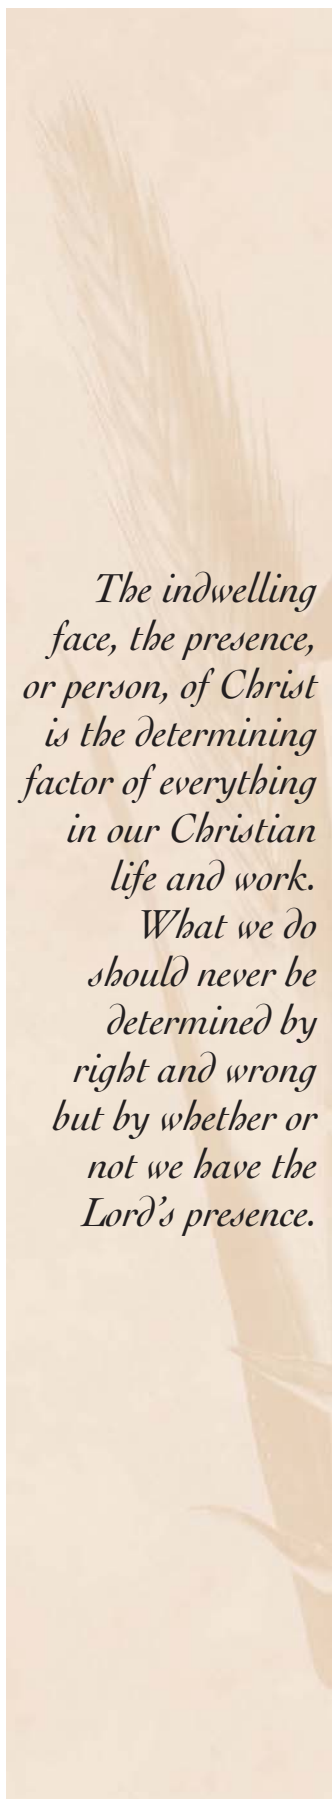 The indwelling
face, the presence,
or person, of Christ
is the determining
factor of everything
in our Christian
life and work.
What we do
should never be
determined by
right and wrong
but by whether or
not we have the
Lord’s presence.